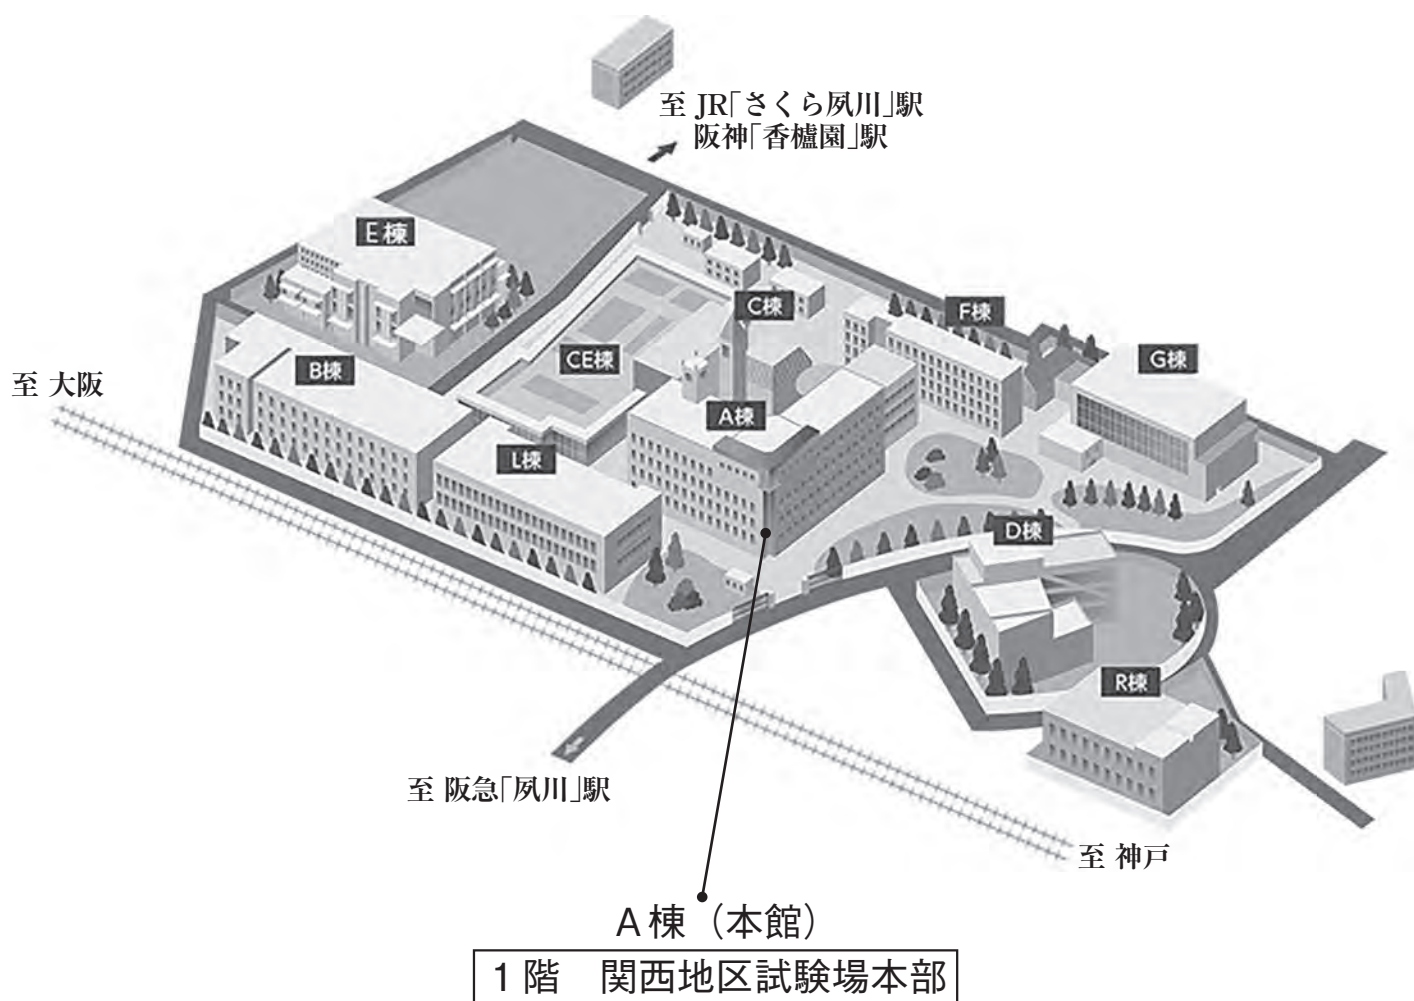 至 JR「さくら夙川」駅
阪神「香櫨園」駅
E棟
C棟
F棟
CE棟
G棟
B棟
至 大阪
A棟
L棟
D棟
R棟
至 阪急「夙川」駅
至 神戸
A棟（本館）
1階　関西地区試験場本部